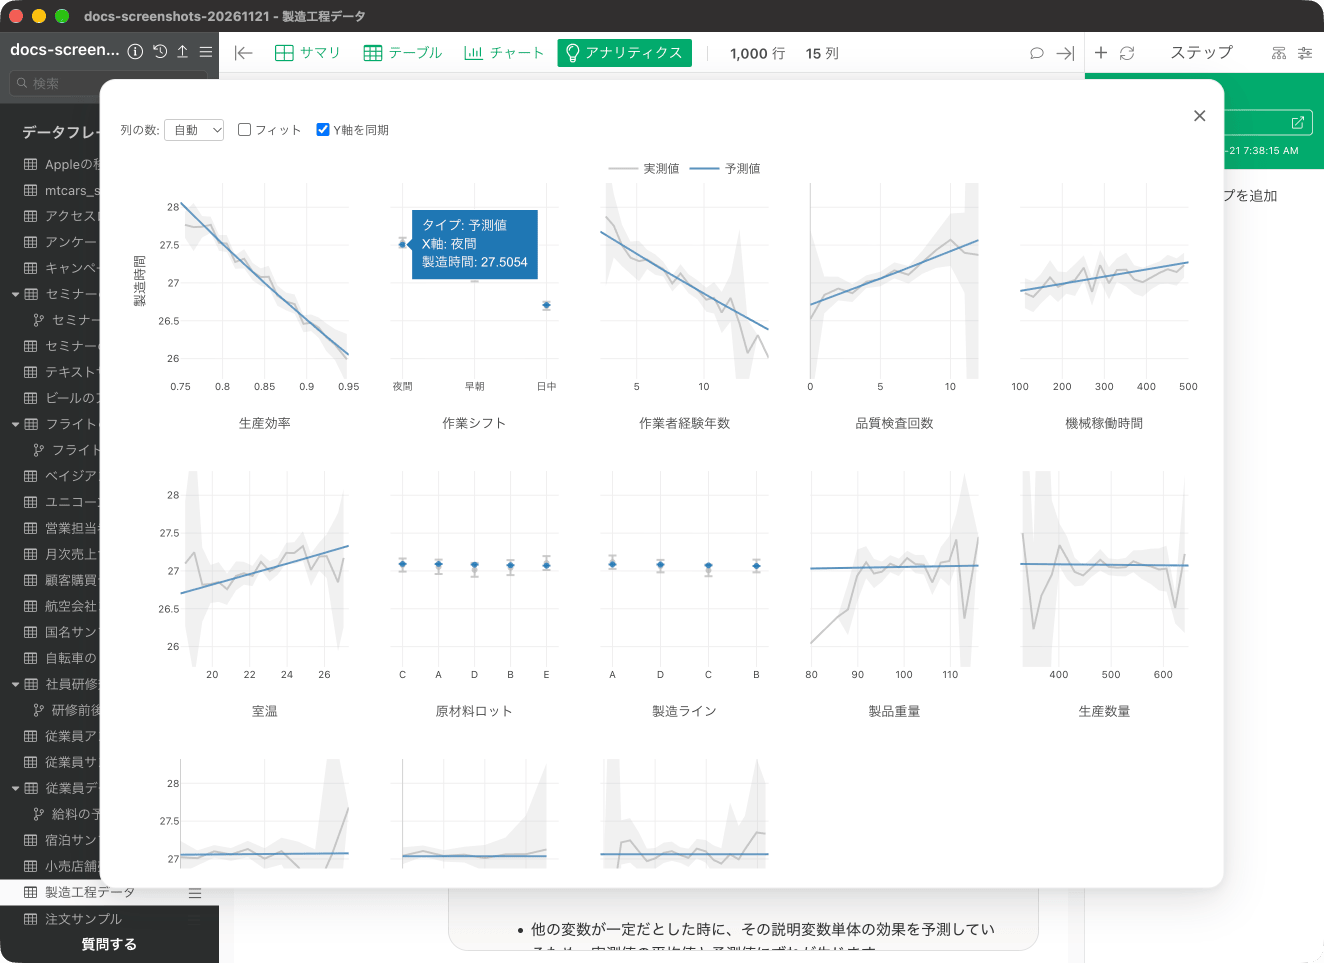 docs-screenshots-20261121 - 製造工程データ
docs-screen...
検索
データフレー
Appleの
mtcars_s
アクセス
アンケー
キャンペ
セミナー
セミナー
セミナー
テキスト
ビールの
フライト
フライト
ベイジア
ユニコー
営業担当
月次売上
顧客購買
航空会社
国名サン
自転車の
社員研修
研修前後
従業員ア
従業員サ
従業員デ
給料の予
宿泊サン
小売店舗
製造工程データ
注文サンプル
質問する
サマリ テーブル チャート アナリティクス 1,000 行 15 列
ステップ
-21 7:38:15 AM
プを追加
列の数: 自動 フィット Y軸を同期
実測値 予測値
製造時間
28
27.5
27
26.5
26
0.75 0.8 0.85 0.9 0.95
生産効率
タイプ: 予測値
X軸: 夜間
製造時間: 27.5054
夜間 早朝 日中
作業シフト
5 10
作業者経験年数
0 5 10
品質検査回数
100 200 300 400 500
機械稼働時間
28
27.5
27
26.5
26
20 22 24 26
室温
C A D B E
原材料ロット
A D C B
製造ライン
80 90 100 110
製品重量
400 500 600
生産数量
28
27.5
27
• 他の変数が一定だとした時に、その説明変数単体の効果を予測してい